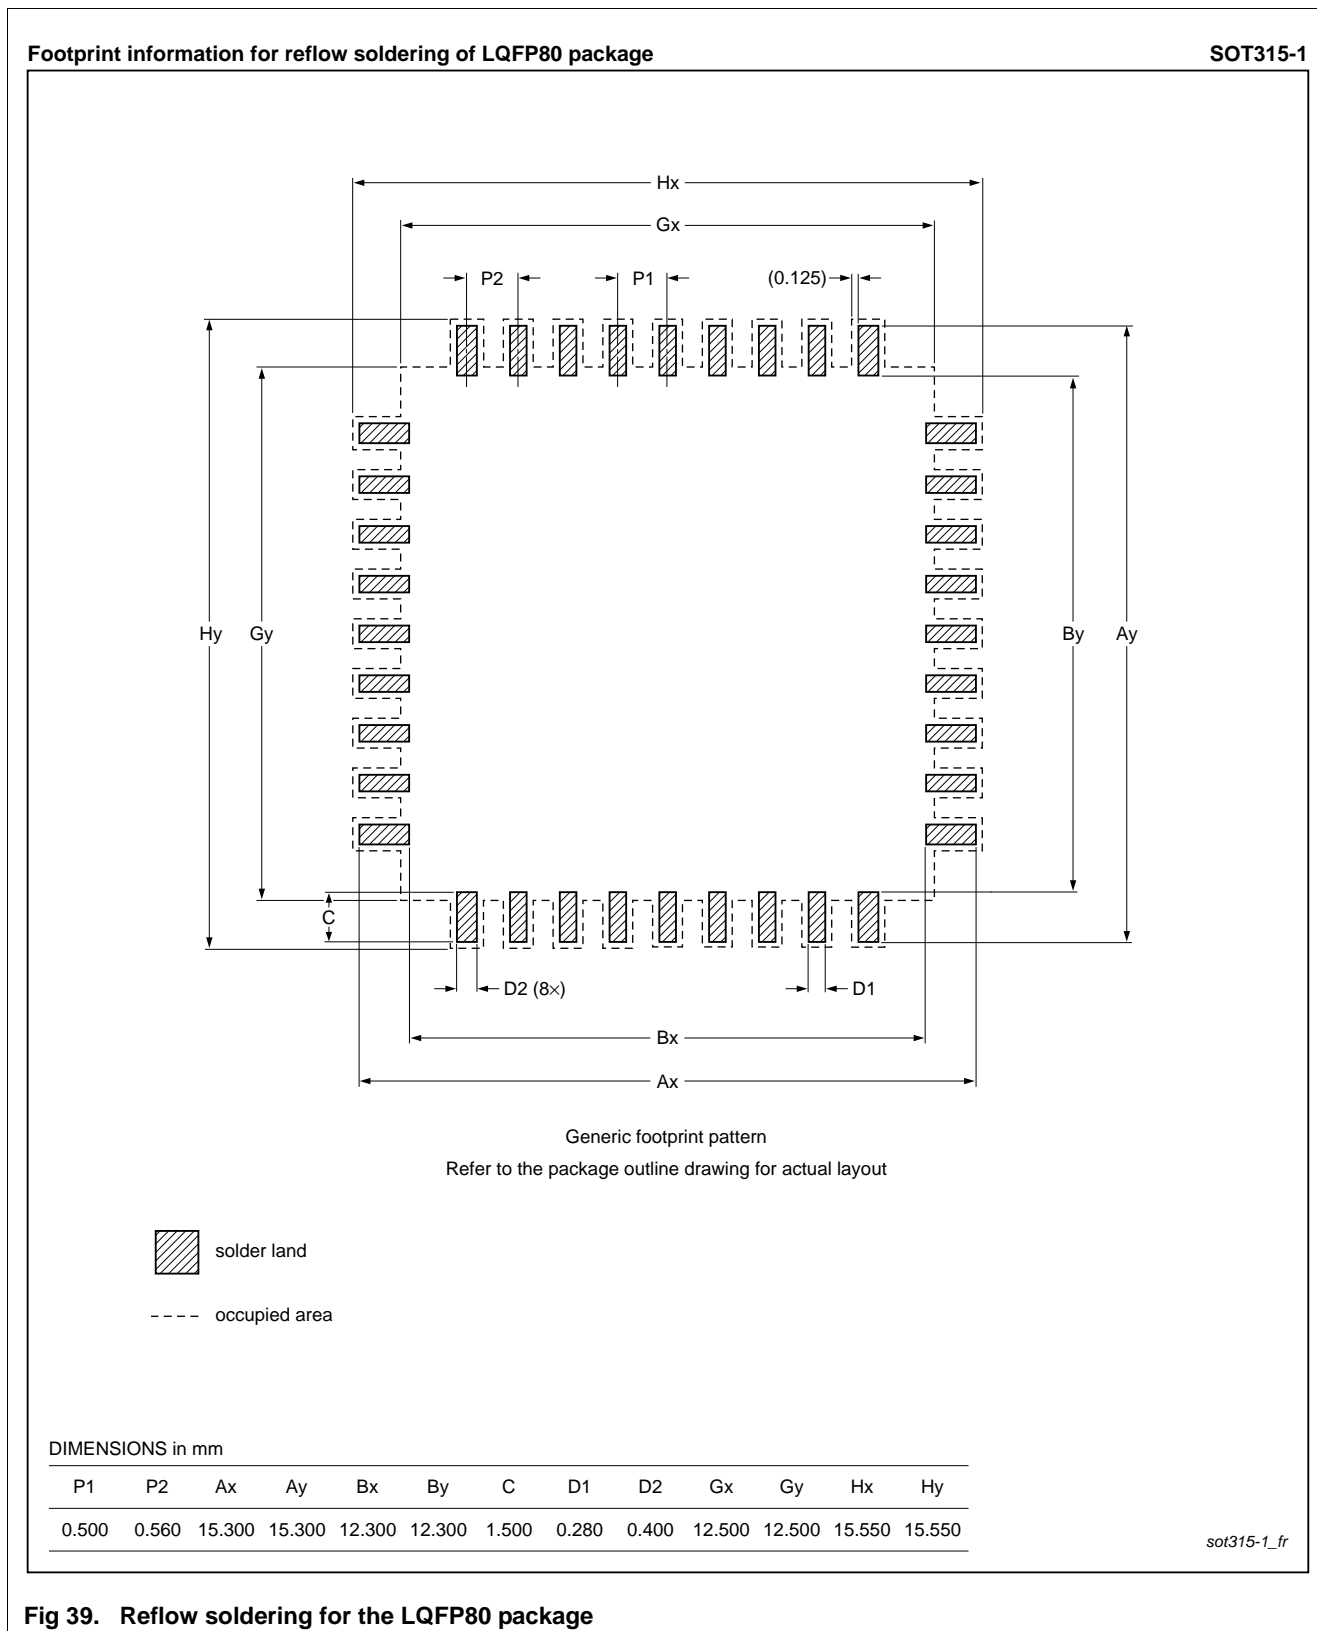 Footprint information for reflow soldering of LQFP80 package SOT315-1
Hx
Gx
P2 P1 (0.125)
Hy Gy By Ay
C
D2 (8×) D1
Bx
Ax
Generic footprint pattern
Refer to the package outline drawing for actual layout
solder land
occupied area
DIMENSIONS in mm
P1 P2 Ax Ay Bx By C D1 D2 Gx Gy Hx Hy
0.500 0.560 15.300 15.300 12.300 12.300 1.500 0.280 0.400 12.500 12.500 15.550 15.550
sot315-1_fr
Fig 39. Reflow soldering for the LQFP80 package